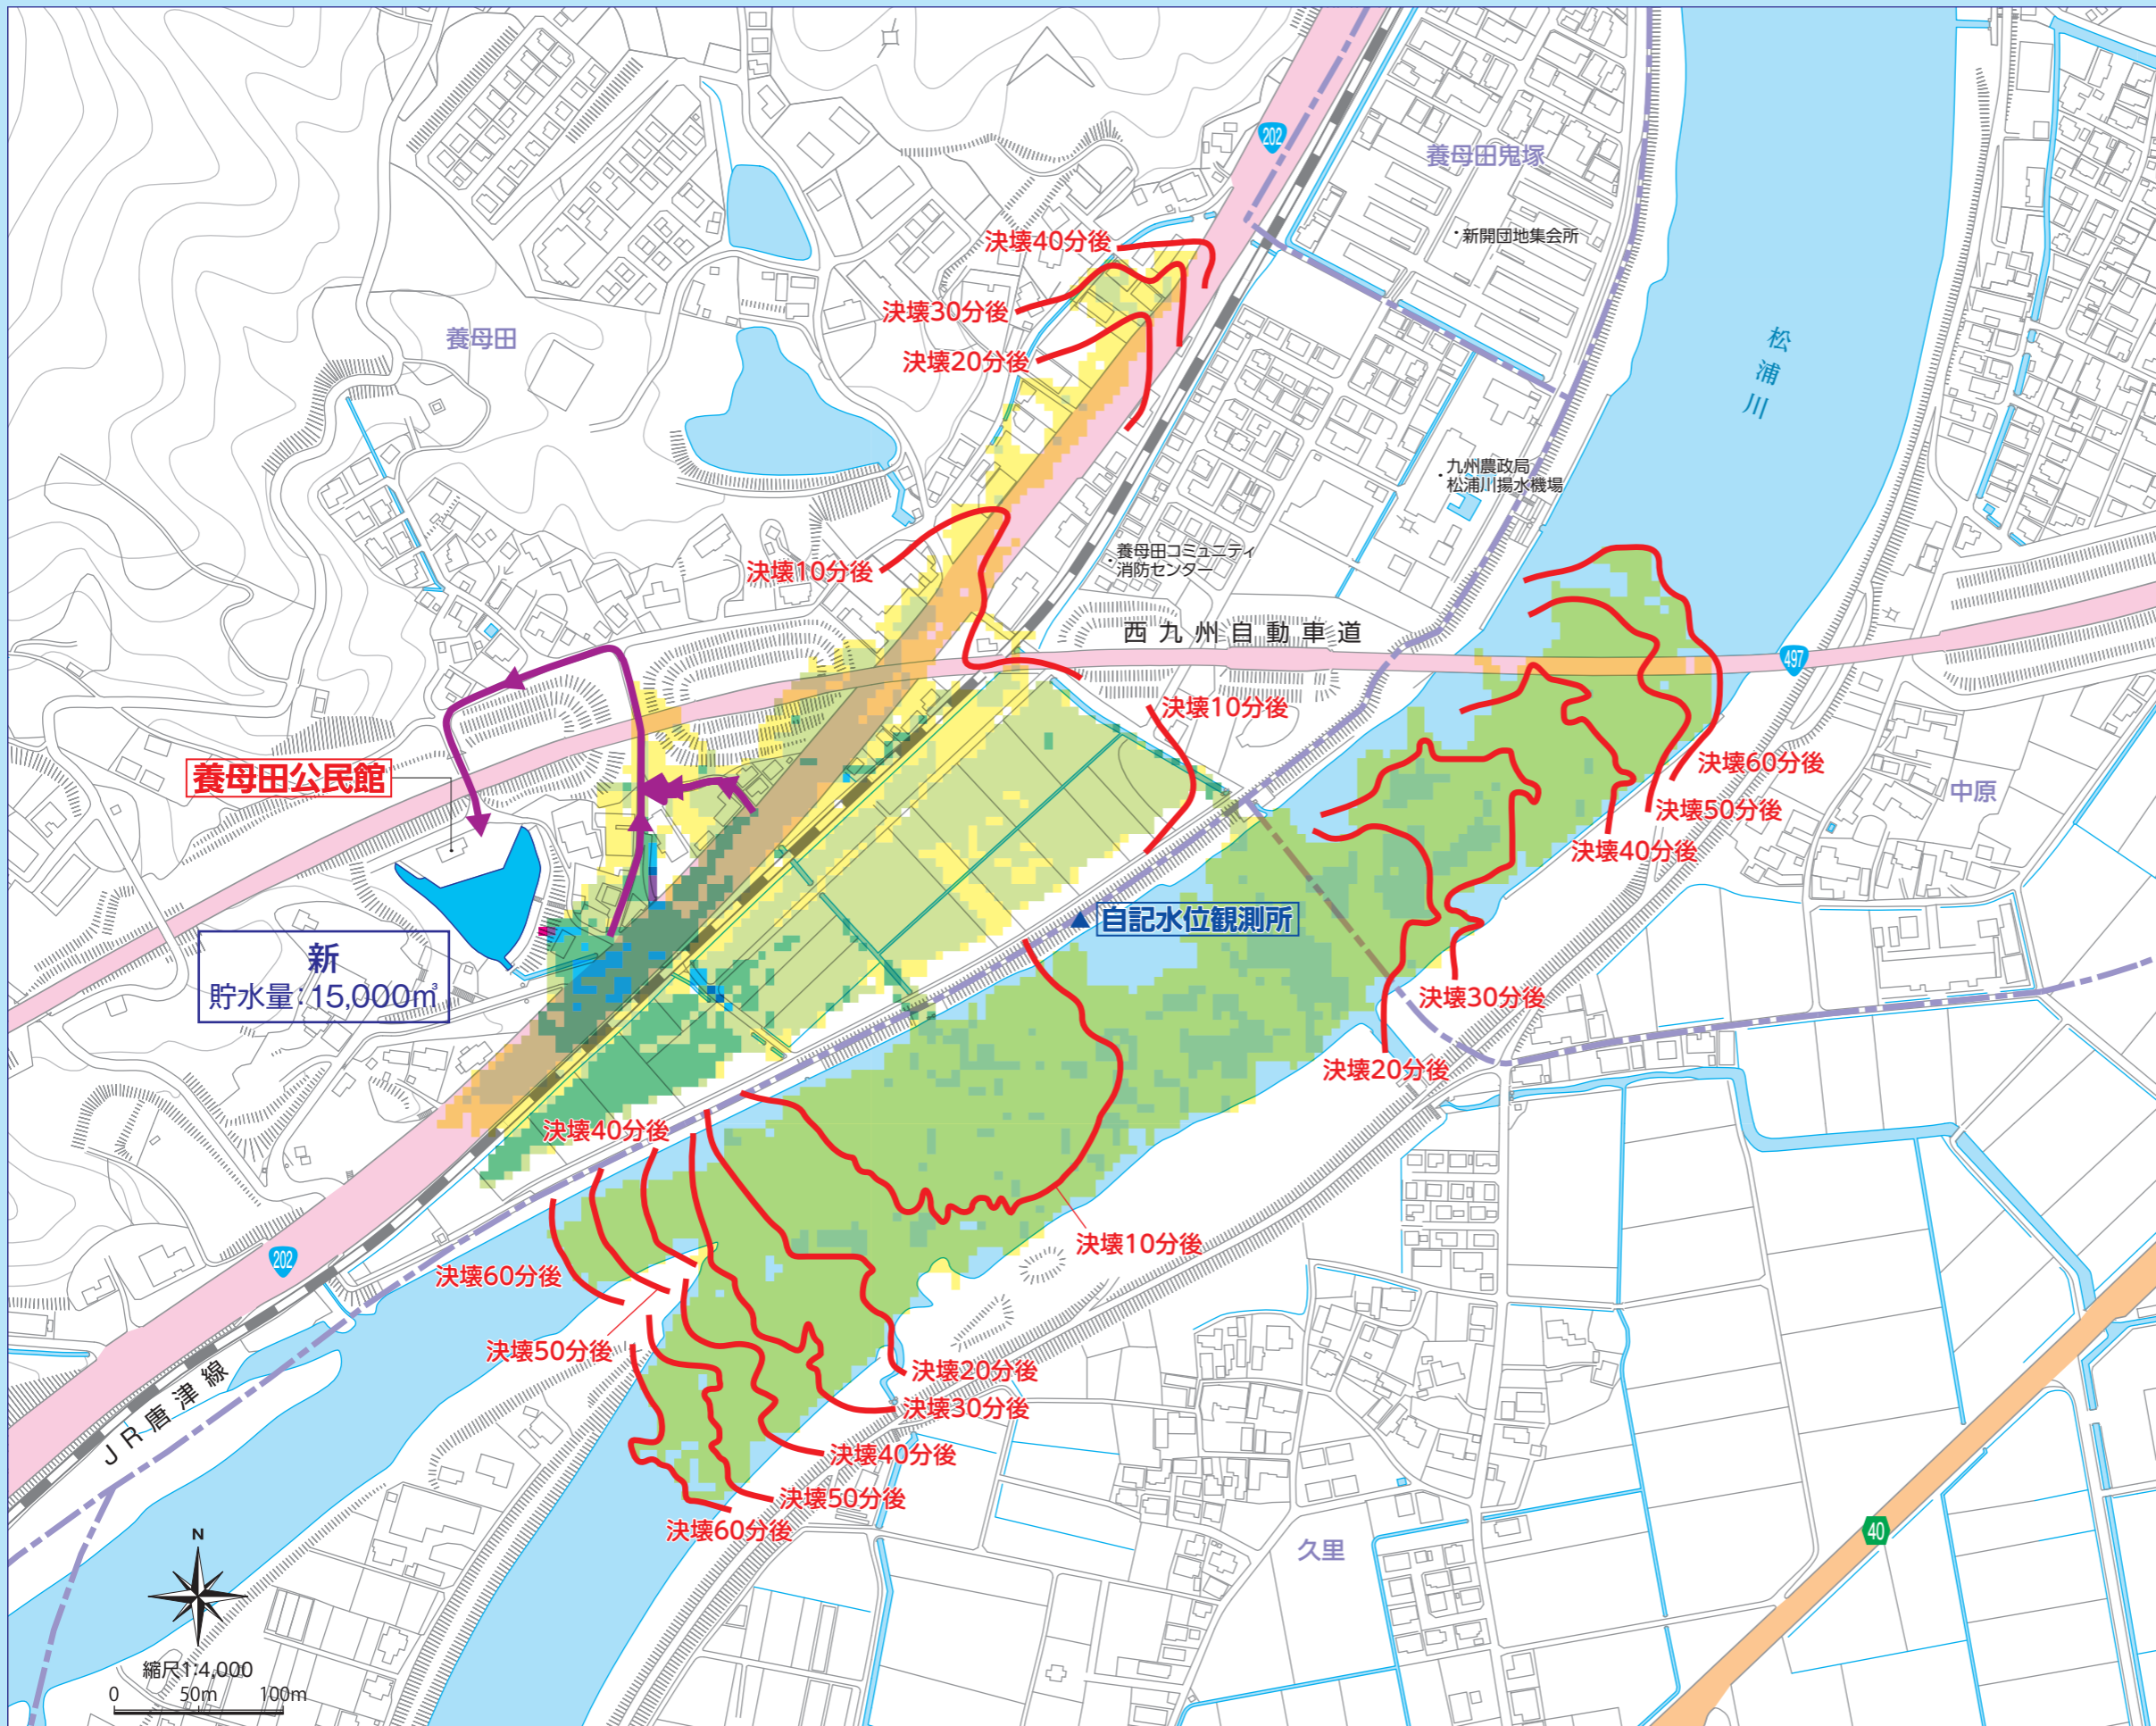 202
養母田鬼塚
新開団地集会所
決壊40分後
決壊30分後
決壊20分後
養母田
松浦川
九州農政局
松浦川揚水機場
養母田コミュニティ
消防センター
決壊10分後
西九州自動車道
497
決壊10分後
養母田公民館
決壊60分後
決壊50分後
決壊40分後
中原
自記水位観測所
新
貯水量：15,000㎥
決壊30分後
決壊20分後
決壊40分後
決壊10分後
202
決壊60分後
決壊50分後
決壊20分後
決壊30分後
決壊40分後
決壊50分後
決壊60分後
JR唐津線
久里
40
N
縮尺1:4,000
0 50m 100m